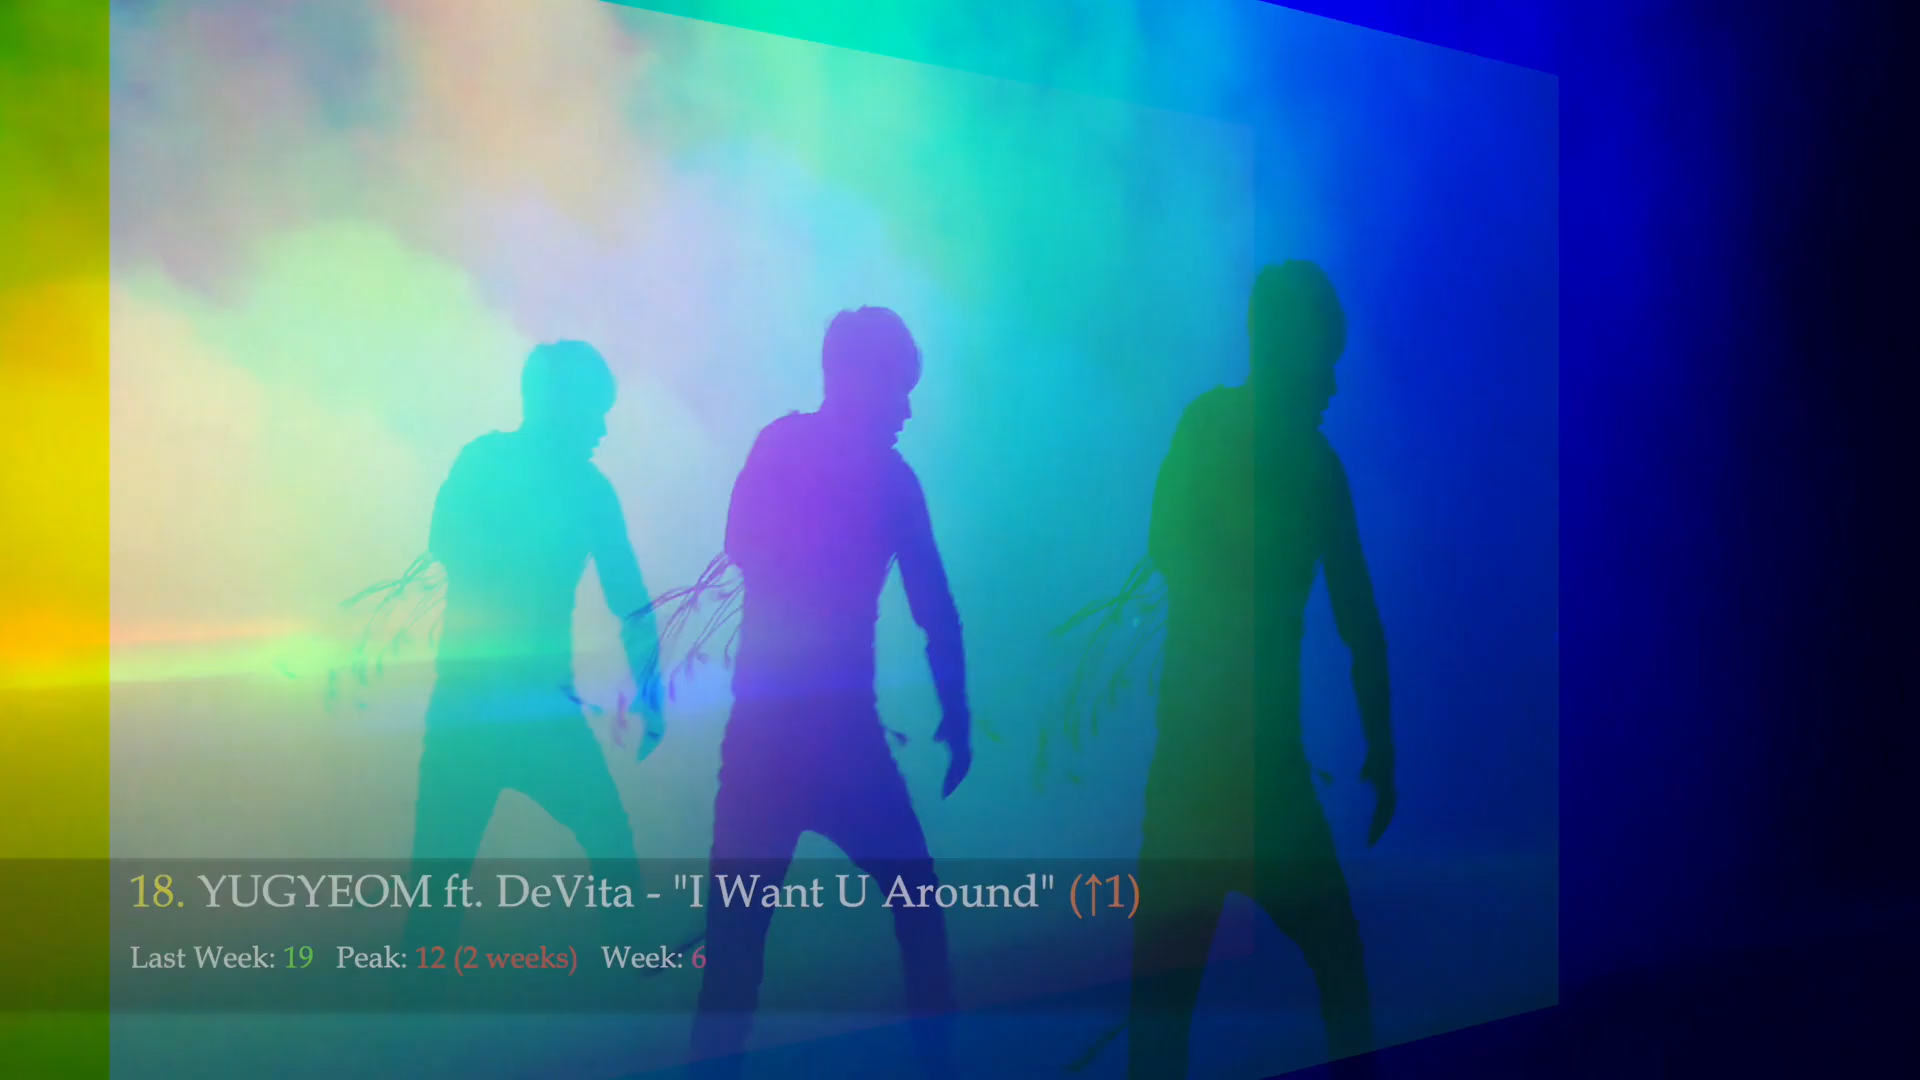 18. YUGYEOM ft. DeVita - "I Want U Around" (↑1)
Last Week: 19 Peak: 12 (2 weeks) Week: 6